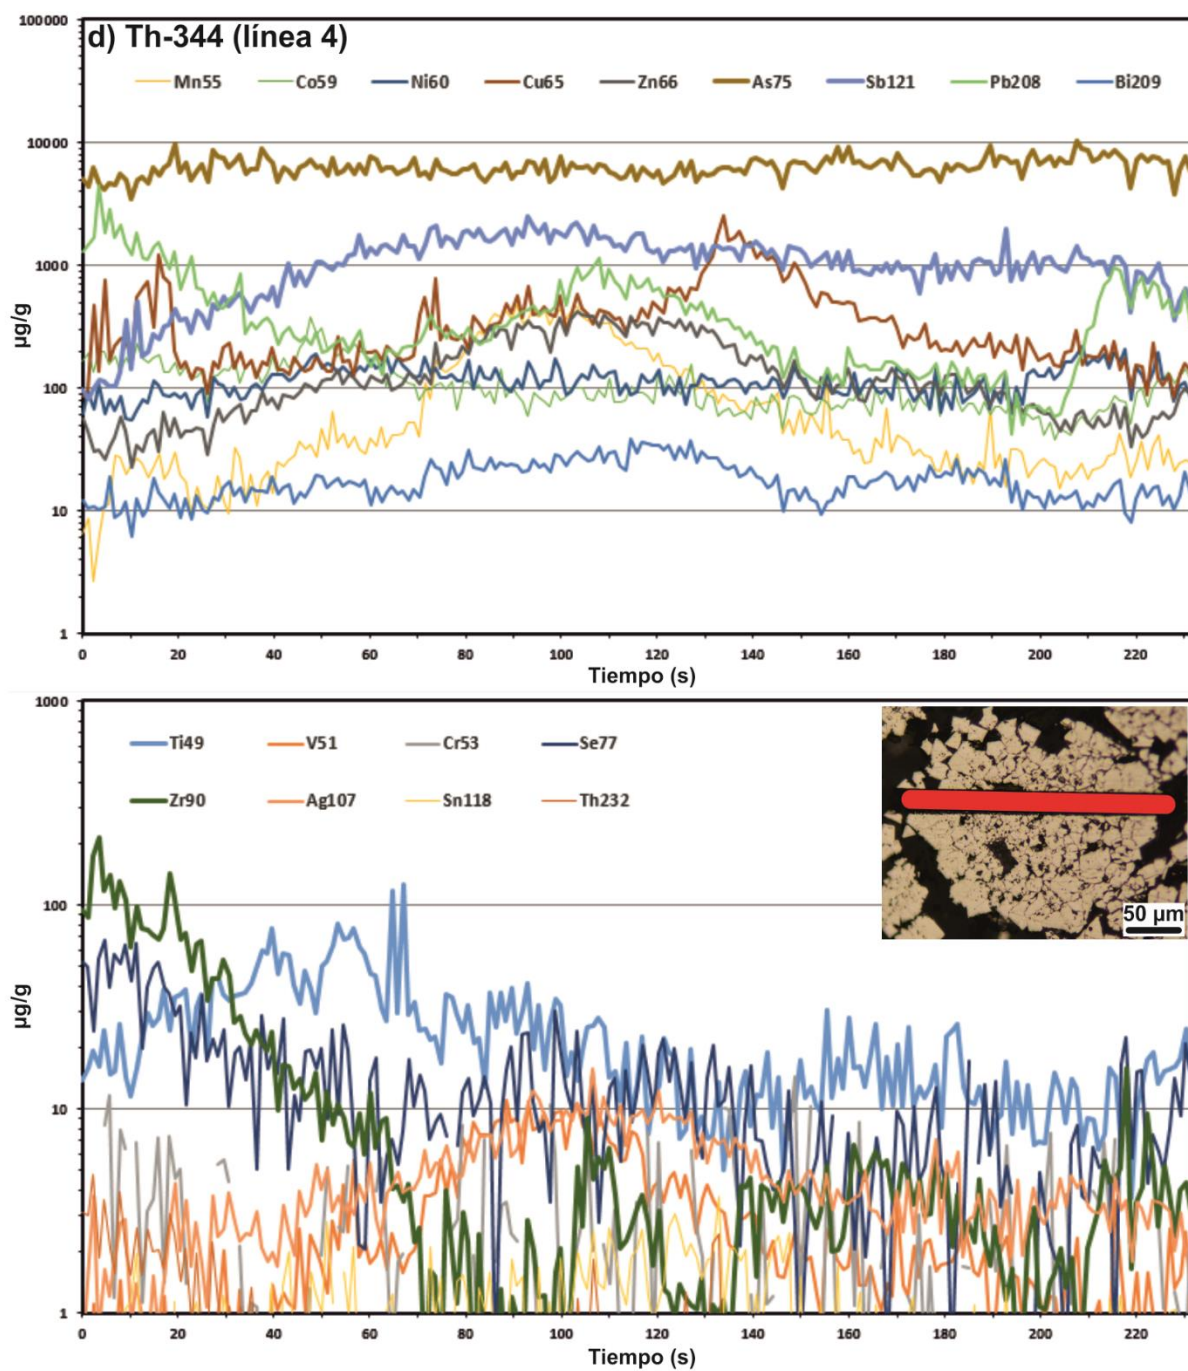 d) Th-344 (línea 4)
Mn55 Co59 Ni60 Cu65 Zn66 As75 Sb121 Pb208 Bi209
100000
10000
1000
100
10
1
µg/g
0 20 40 60 80 100 120 140 160 180 200 220
Tiempo (s)
1000
100
10
1
µg/g
Ti49 V51 Cr53 Se77
Zr90 Ag107 Sn118 Th232
50 µm
0 20 40 60 80 100 120 140 160 180 200 220
Tiempo (s)